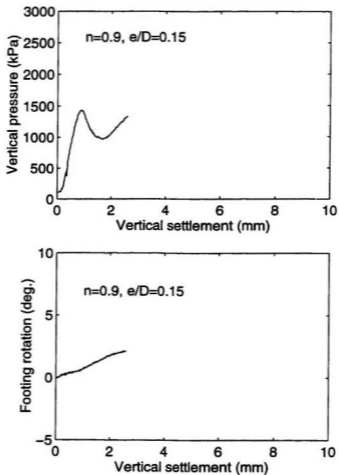 3000
2500
2000
1500
1000
500
0
Vertical pressure (kPa)
n=0.9, e/D=0.15
0 2 4 6 8 10
Vertical settlement (mm)
10
5
0
−5
Footing rotation (deg.)
n=0.9, e/D=0.15
0 2 4 6 8 10
Vertical settlement (mm)